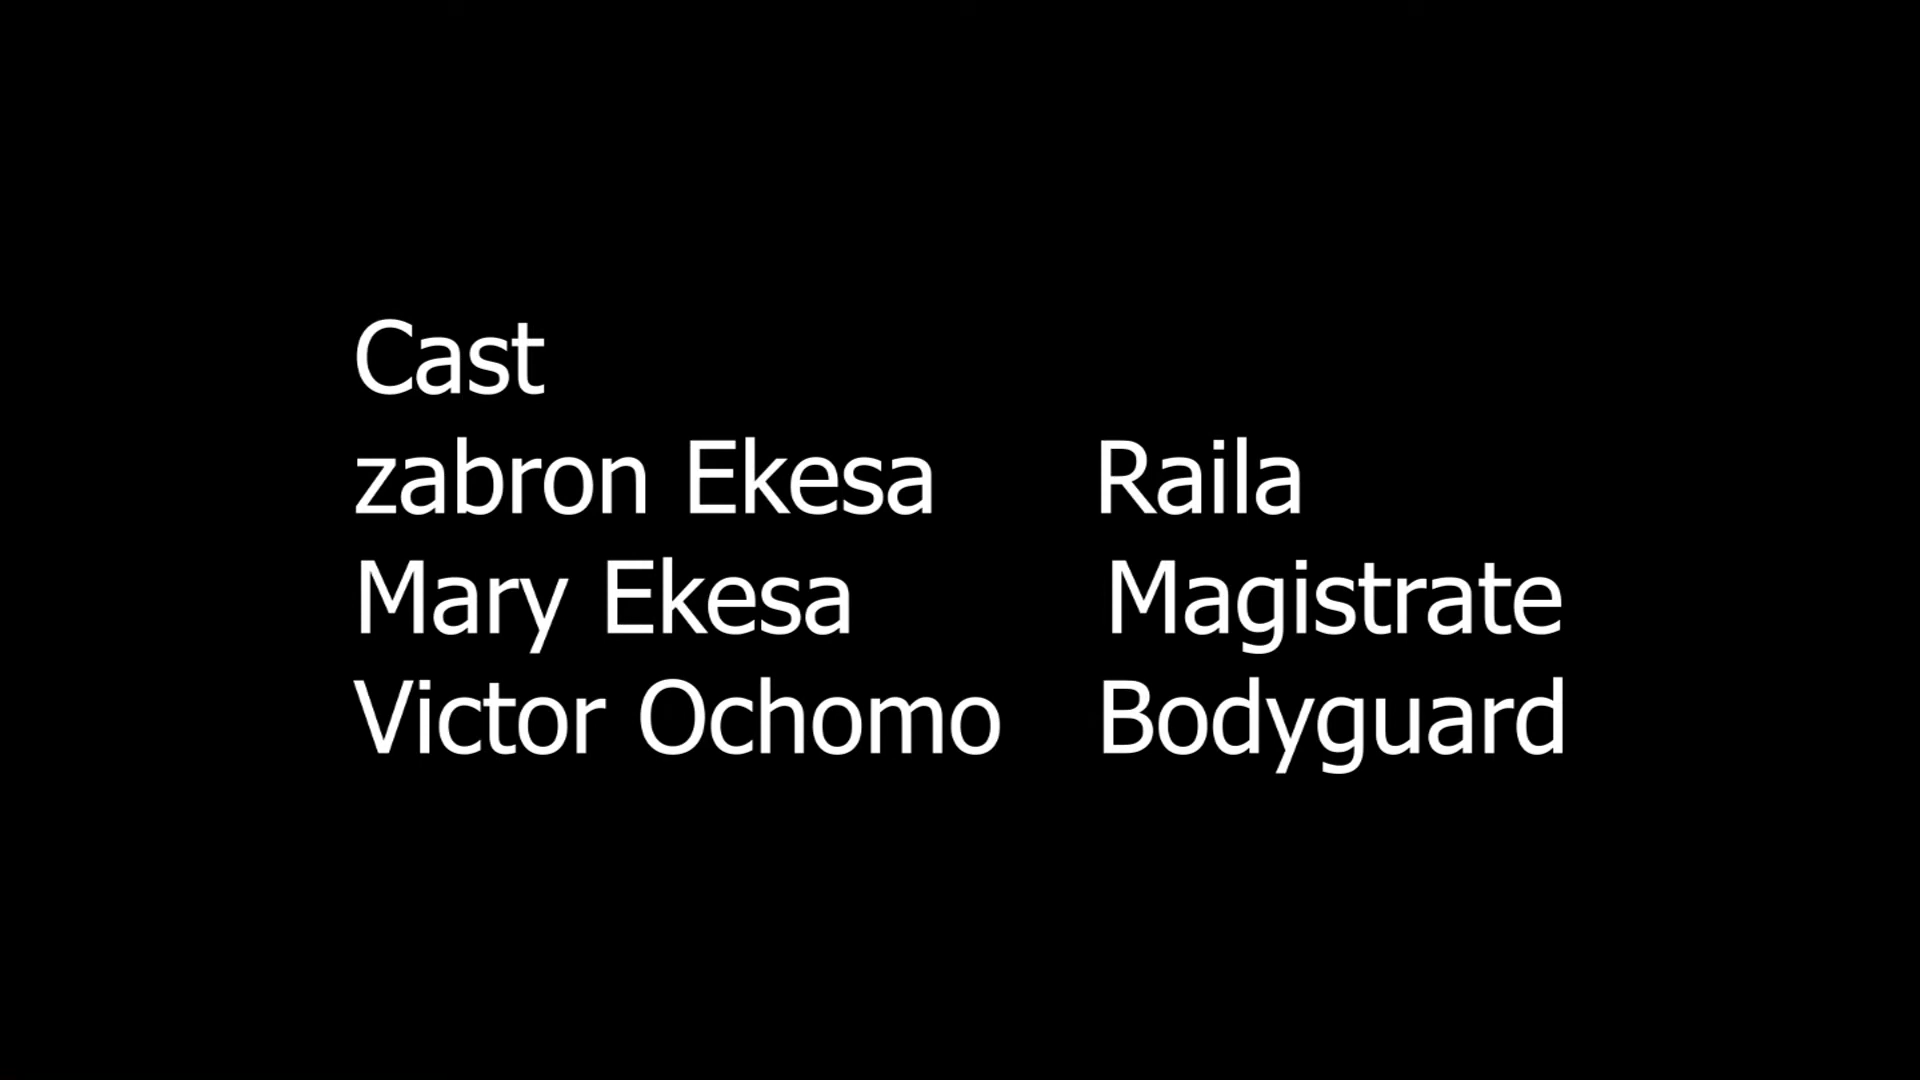 Cast
zabron Ekesa Raila
Mary Ekesa Magistrate
Victor Ochomo Bodyguard